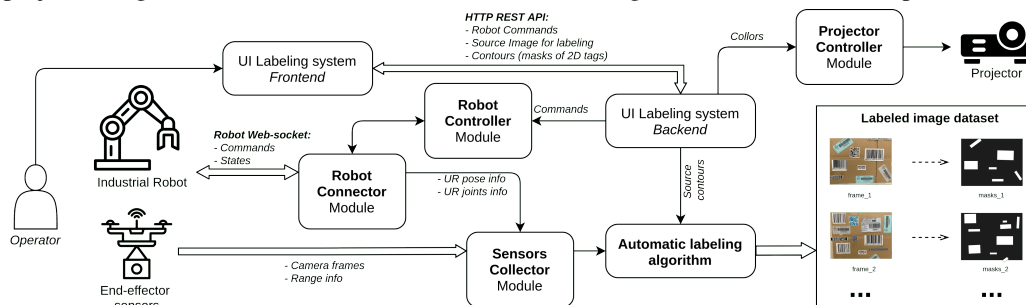 HTTP REST API:
- Robot Commands
- Source Image for labeling
- Contours (masks of 2D tags)
Collors
Projector
Controller
Module
Projector
UI Labeling system
Frontend
Robot
Controller
Module
Commands
UI Labeling system
Backend
Labeled image dataset
Robot Web-socket:
- Commands
- States
Industrial Robot
Robot
Connector
Module
- UR pose info
- UR joints info
Source
contours
frame_1
masks_1
Operator
- Camera frames
- Range info
Sensors
Collector
Module
Automatic labeling
algorithm
frame_2
masks_2
End-effector
sensors
...
...